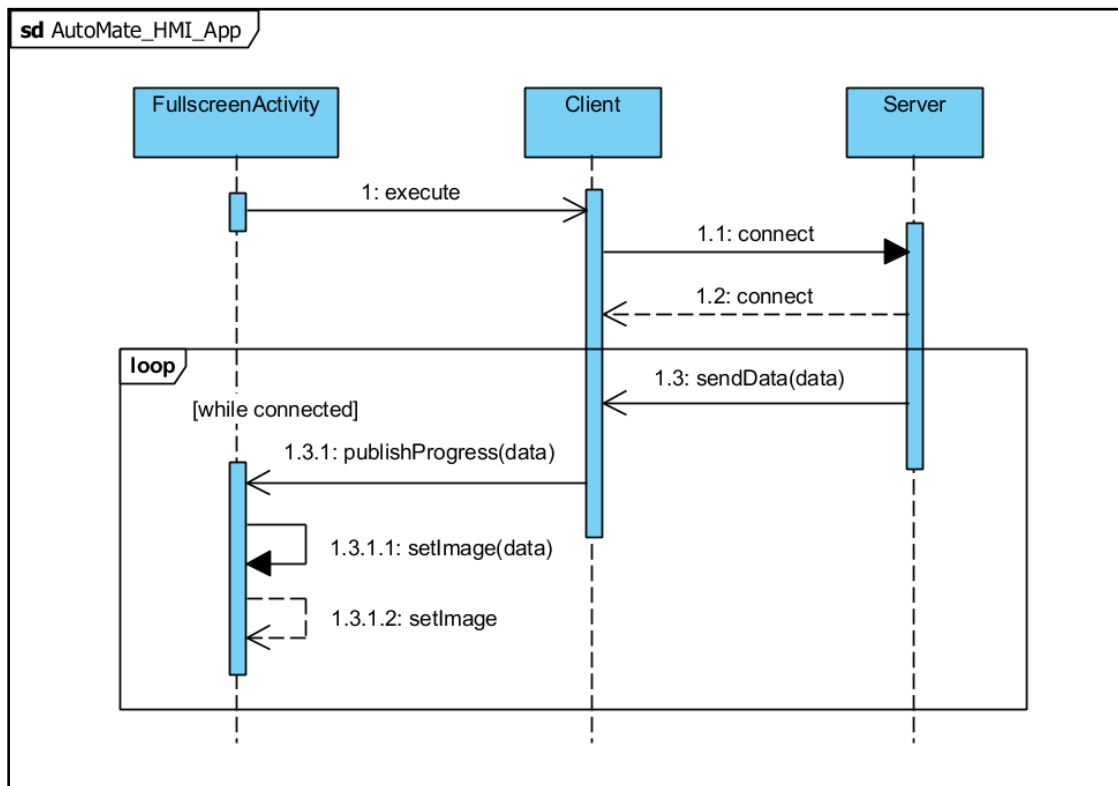 sd AutoMate_HMI_App
FullscreenActivity
Client
Server
1: execute
1.1: connect
1.2: connect
loop
1.3: sendData(data)
[while connected]
1.3.1: publishProgress(data)
1.3.1.1: setImage(data)
1.3.1.2: setImage